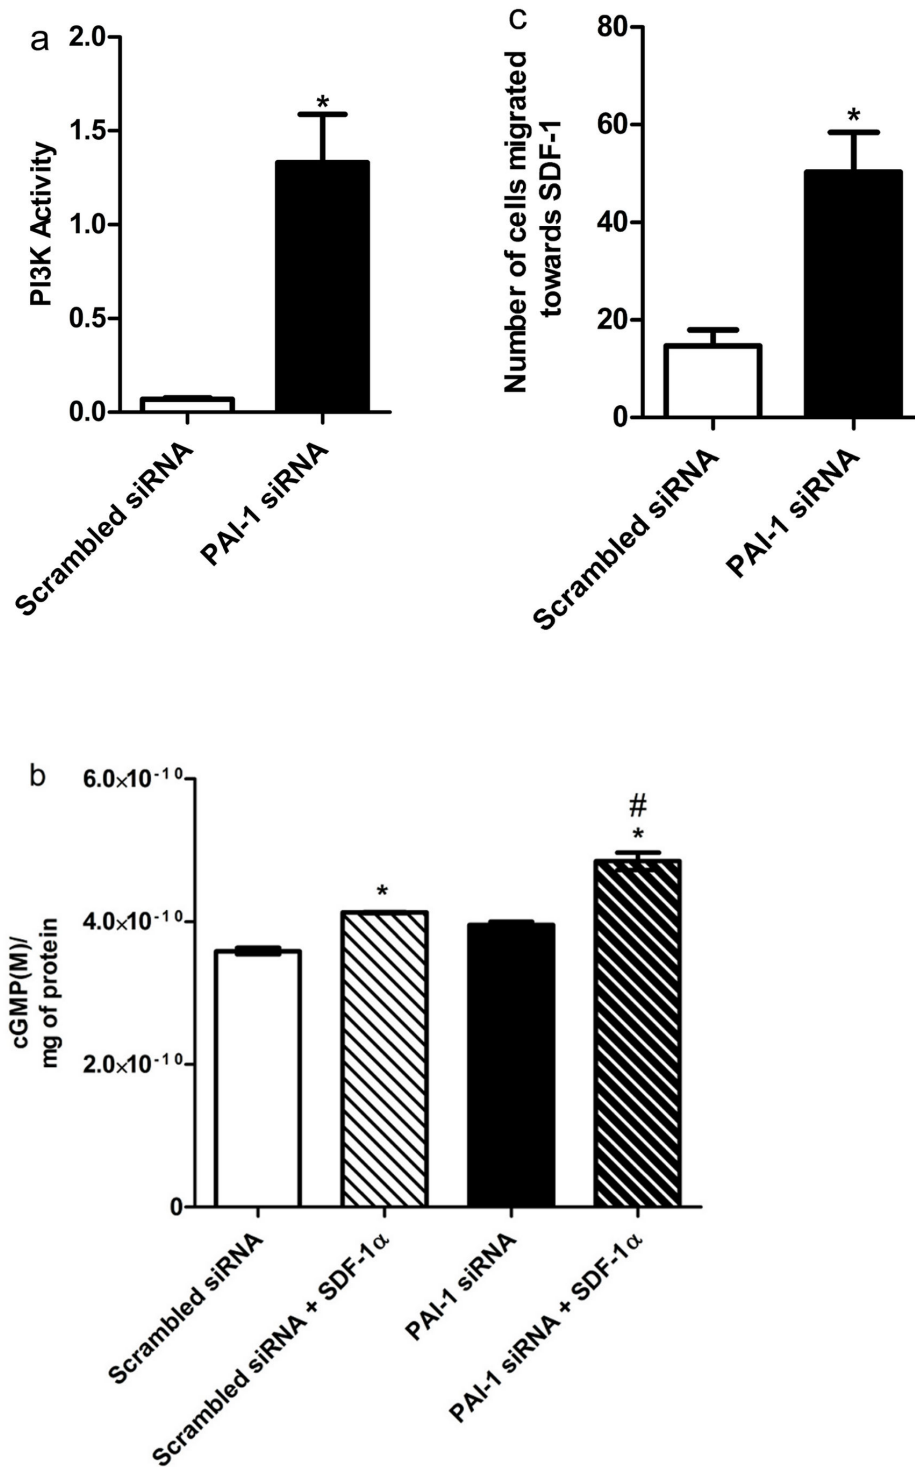 a
2.0
1.5
1.0
0.5
0.0
PI3K Activity
*
Scrambled siRNA
PAI-1 siRNA
c
80
60
40
20
0
Number of cells migrated
towards SDF-1
*
Scrambled siRNA
PAI-1 siRNA
b
6.0×10⁻¹⁰
4.0×10⁻¹⁰
2.0×10⁻¹⁰
0
cGMP(M)/
mg of protein
*
#
*
Scrambled siRNA
Scrambled siRNA + SDF-1α
PAI-1 siRNA
PAI-1 siRNA + SDF-1α